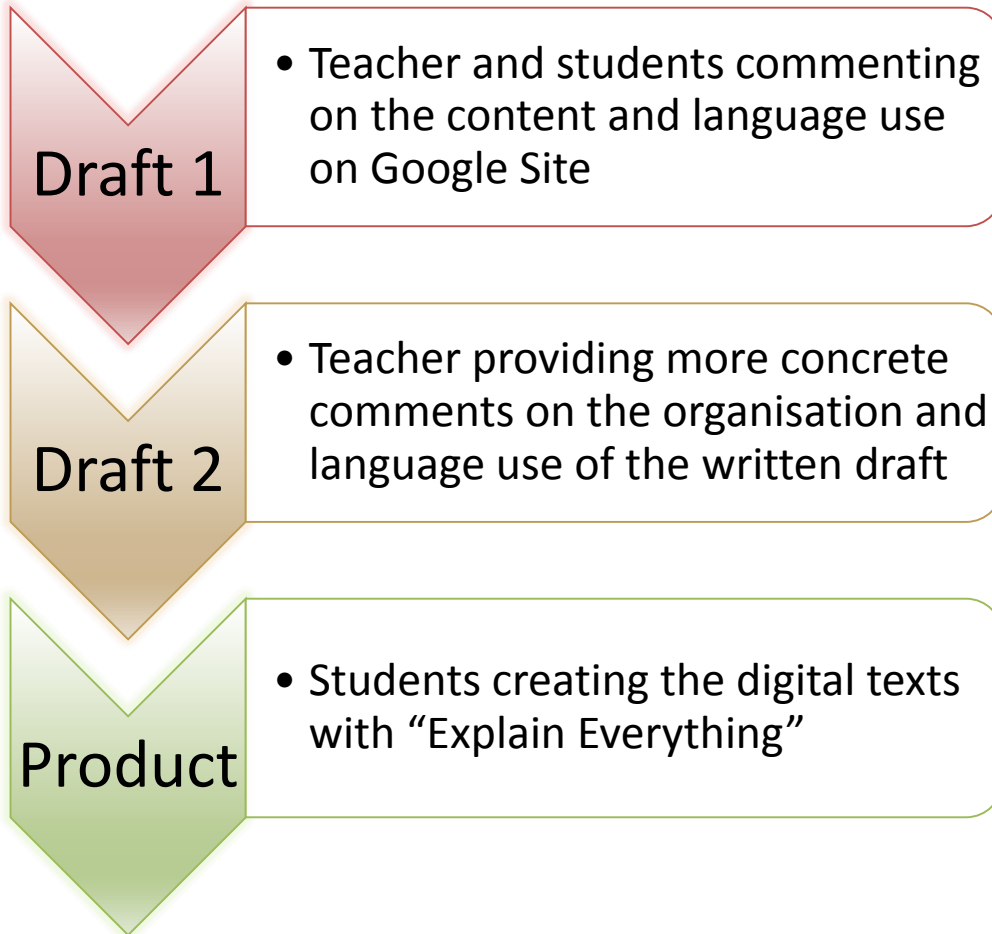 Draft 1
• Teacher and students commenting
on the content and language use
on Google Site
Draft 2
• Teacher providing more concrete
comments on the organisation and
language use of the written draft
Product
• Students creating the digital texts
with “Explain Everything”